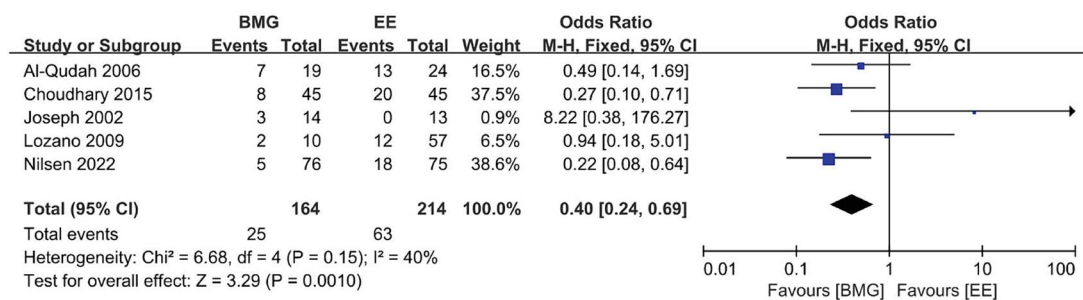 BMG EE Odds Ratio Odds Ratio
Study or Subgroup Events Total Events Total Weight M-H, Fixed, 95% CI M-H, Fixed, 95% CI
Al-Qudah 2006 7 19 13 24 16.5% 0.49 [0.14, 1.69]
Choudhary 2015 8 45 20 45 37.5% 0.27 [0.10, 0.71]
Joseph 2002 3 14 0 13 0.9% 8.22 [0.38, 176.27]
Lozano 2009 2 10 12 57 6.5% 0.94 [0.18, 5.01]
Nilsen 2022 5 76 18 75 38.6% 0.22 [0.08, 0.64]
Total (95% CI) 164 214 100.0% 0.40 [0.24, 0.69]
Total events 25 63
Heterogeneity: Chi² = 6.68, df = 4 (P = 0.15); I² = 40%
Test for overall effect: Z = 3.29 (P = 0.0010)
0.01 0.1 1 10 100
Favours [BMG] Favours [EE]